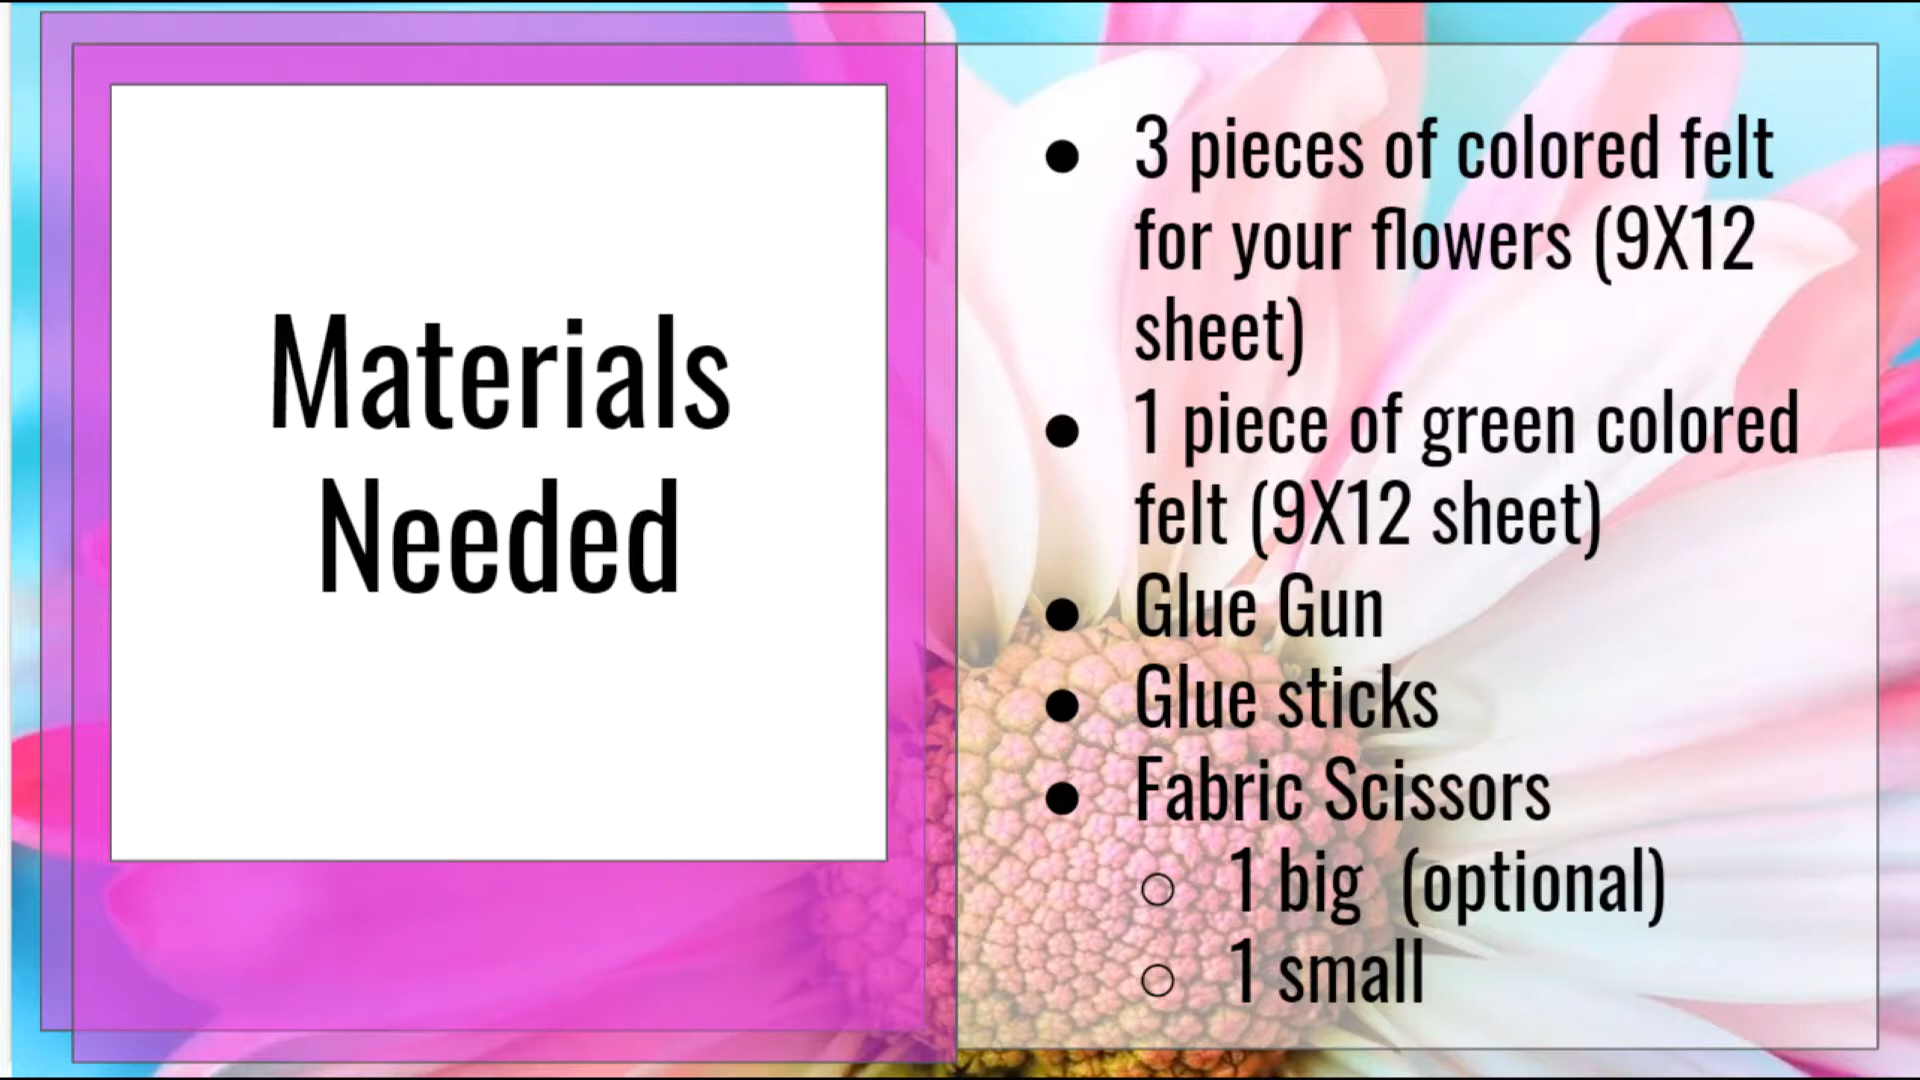 Materials
Needed
● 3 pieces of colored felt
for your flowers (9X12
sheet)
● 1 piece of green colored
felt (9X12 sheet)
● Glue Gun
● Glue sticks
● Fabric Scissors
○ 1 big (optional)
○ 1 small